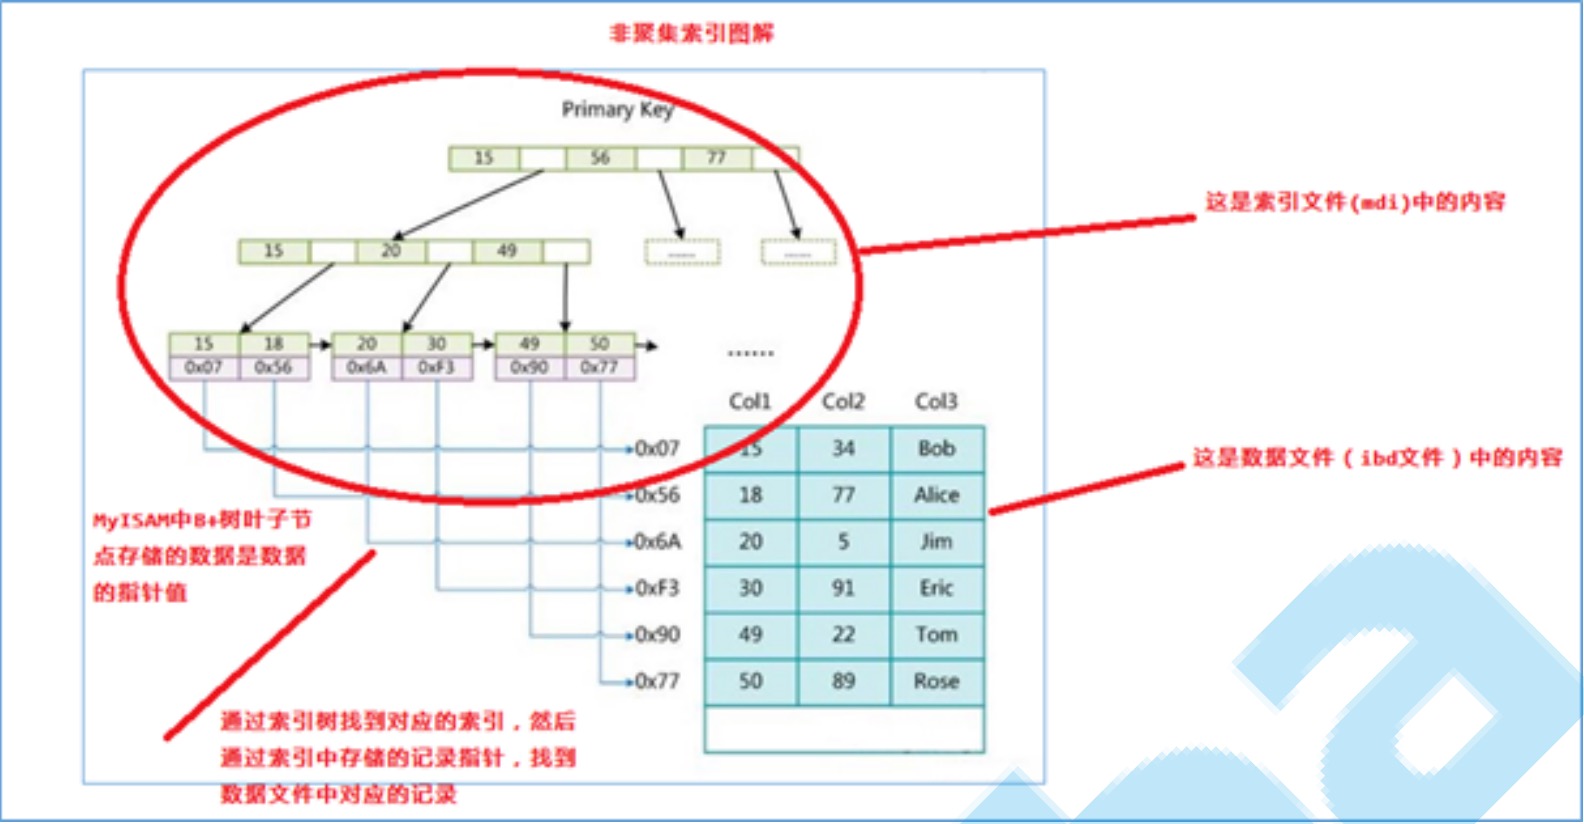 非聚集索引图解
Primary Key
15 56 77
这是索引文件(mdi)中的内容
15 20 49
...... ......
15 18 20 30 49 50
0x07 0x56 0x6A 0xF3 0x90 0x77
......
Col1 Col2 Col3
0x07 15 34 Bob
0x56 18 77 Alice
0x6A 20 5 Jim
0xF3 30 91 Eric
0x90 49 22 Tom
0x77 50 89 Rose
这是数据文件（ibd文件）中的内容
MyISAM中B+树叶子节
点存储的数据是数据
的指针值
通过索引树找到对应的索引，然后
通过索引中存储的记录指针，找到
数据文件中对应的记录